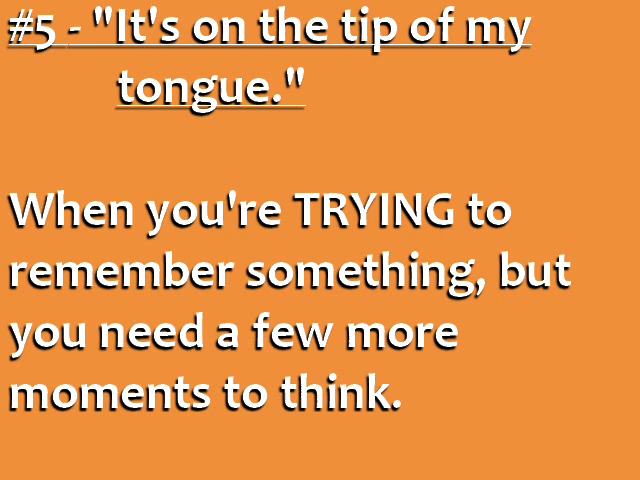 #5 - "It's on the tip of my
tongue."
When you're TRYING to
remember something, but
you need a few more
moments to think.